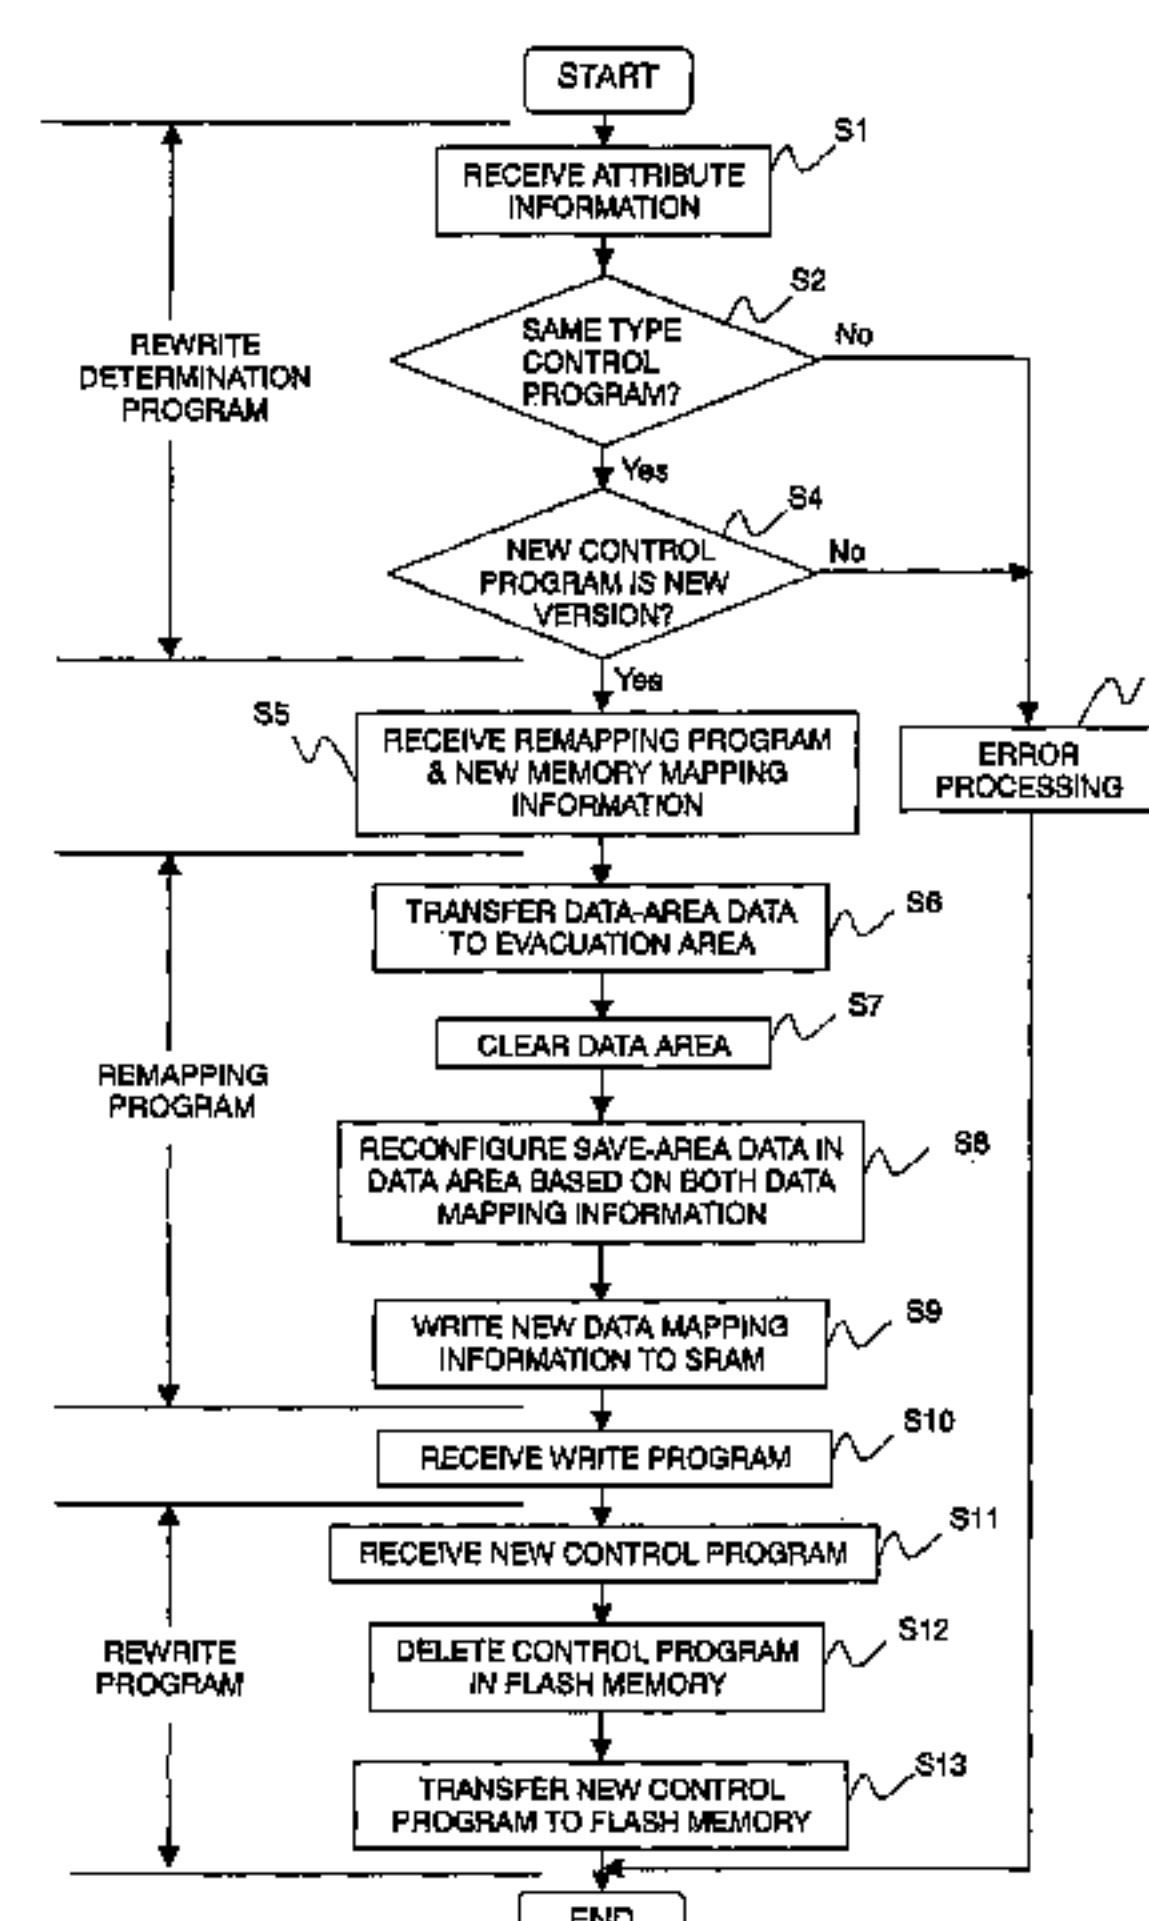 START
S1
RECEIVE ATTRIBUTE
INFORMATION
S2
SAME TYPE
CONTROL
PROGRAM?
No
REWRITE
DETERMINATION
PROGRAM
Yes
S4
NEW CONTROL
PROGRAM IS NEW
VERSION?
No
Yes
S5
RECEIVE REMAPPING PROGRAM
& NEW MEMORY MAPPING
INFORMATION
ERROR
PROCESSING
S6
TRANSFER DATA-AREA DATA
TO EVACUATION AREA
S7
CLEAR DATA AREA
REMAPPING
PROGRAM
S8
RECONFIGURE SAVE-AREA DATA IN
DATA AREA BASED ON BOTH DATA
MAPPING INFORMATION
S9
WRITE NEW DATA MAPPING
INFORMATION TO SRAM
S10
RECEIVE WRITE PROGRAM
S11
RECEIVE NEW CONTROL PROGRAM
S12
DELETE CONTROL PROGRAM
IN FLASH MEMORY
REWRITE
PROGRAM
S13
TRANSFER NEW CONTROL
PROGRAM TO FLASH MEMORY
END